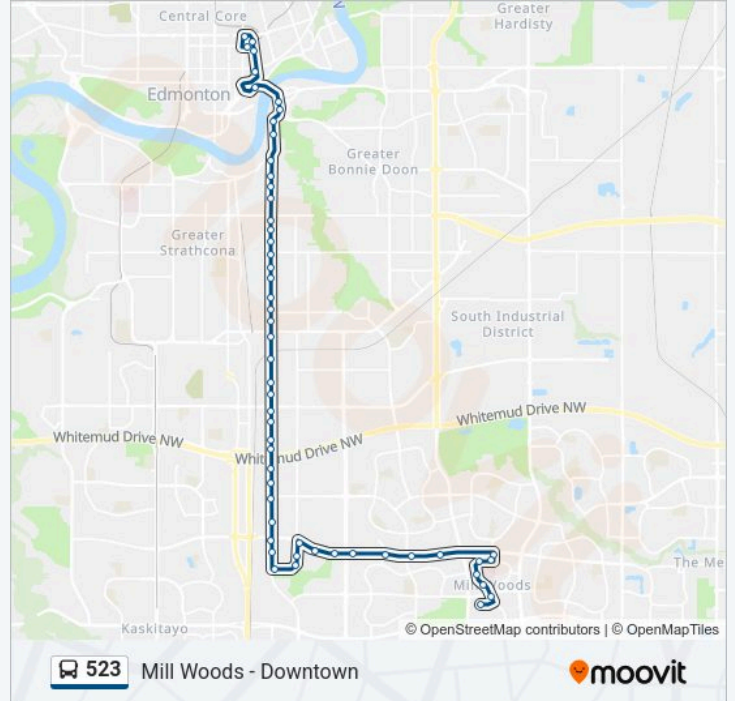 Greater
Hardisty
Central Core
Edmonton
Greater
Bonnie Doon
Greater
Strathcona
South Industrial
District
Whitemud Drive NW
Whitemud Drive NW
Whitemud Drive NW
The Me
Mill Woods
Kaskitayo
© OpenStreetMap contributors | © OpenMapTiles
523 Mill Woods - Downtown
moovit